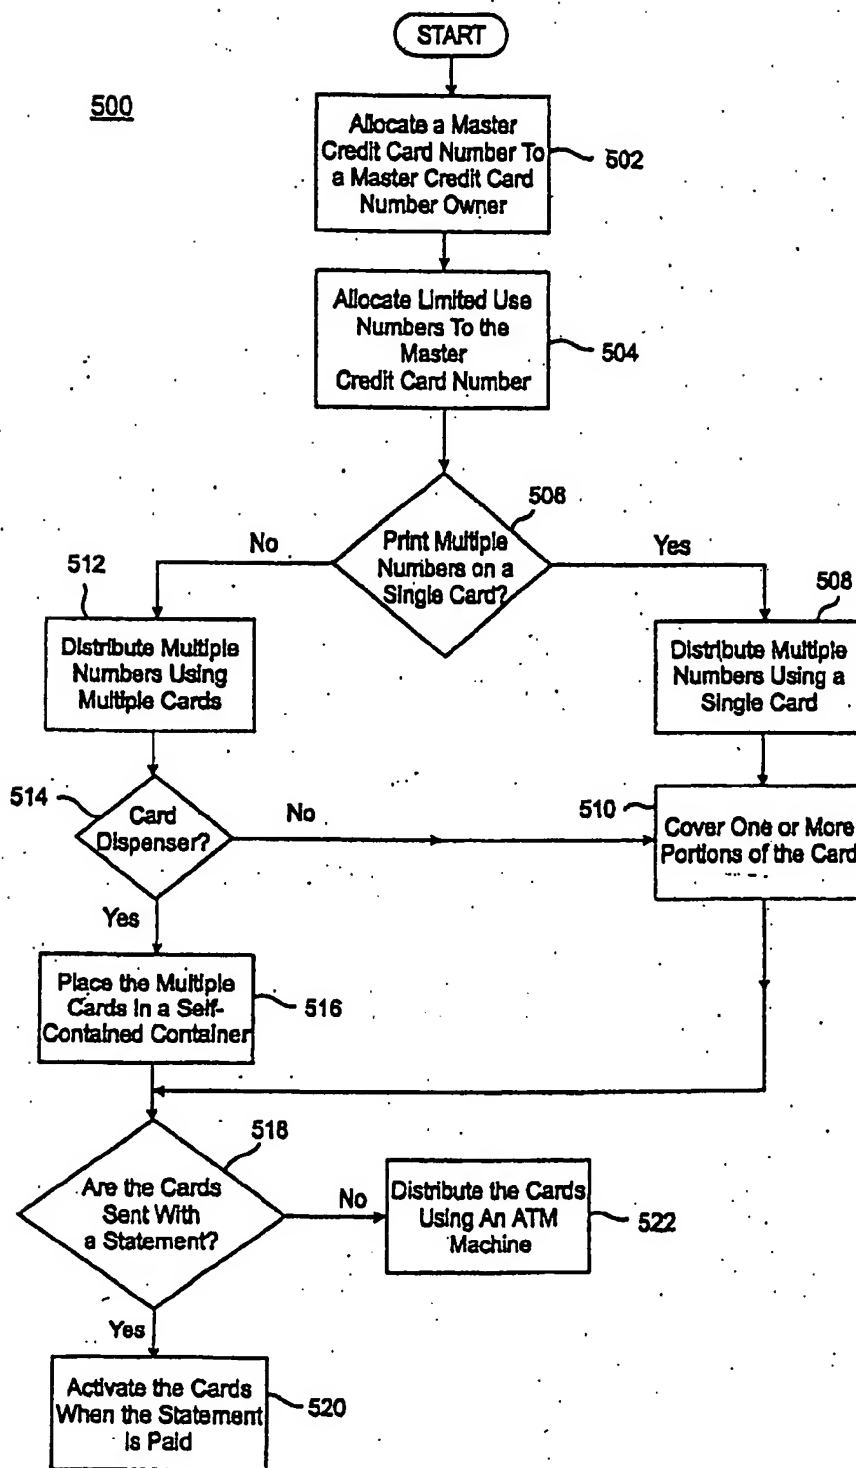 START
500
Allocate a Master
Credit Card Number To
a Master Credit Card
Number Owner
502
Allocate Limited Use
Numbers To the
Master
Credit Card Number
504
506
Print Multiple
Numbers on a
Single Card?
No
Yes
512
508
Distribute Multiple
Numbers Using
Multiple Cards
Distribute Multiple
Numbers Using a
Single Card
514
Card
Dispenser?
No
510
Cover One or More
Portions of the Card
Yes
Place the Multiple
Cards In a Self-
Contained Container
516
518
Are the Cards
Sent With
a Statement?
No
Distribute the Cards
Using An ATM
Machine
522
Yes
Activate the Cards
When the Statement
Is Paid
520